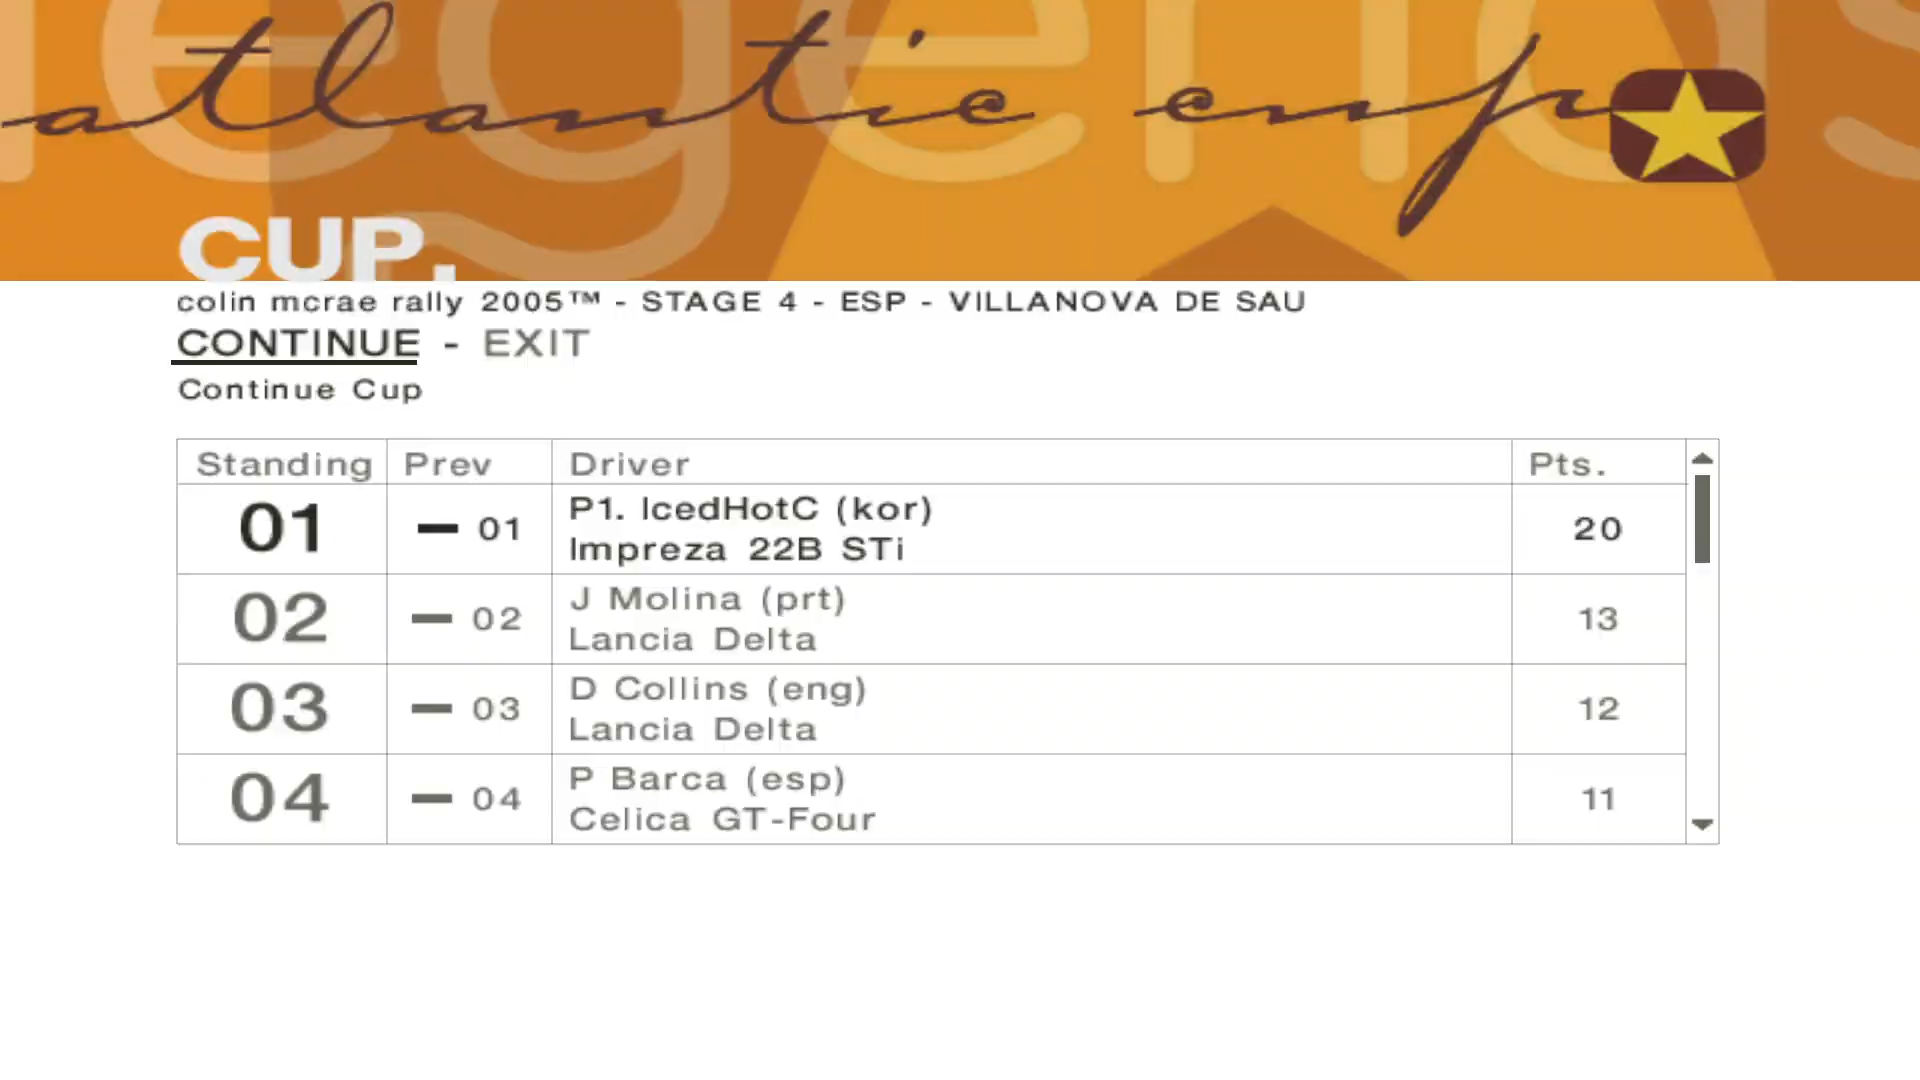 legends
atlantic cup
CUP.
colin mcrae rally 2005™ - STAGE 4 - ESP - VILLANOVA DE SAU
CONTINUE - EXIT
Continue Cup
Standing Prev Driver Pts.
01 01 P1. IcedHotC (kor) 20
Impreza 22B STi
02 02 J Molina (prt) 13
Lancia Delta
03 03 D Collins (eng) 12
Lancia Delta
04 04 P Barca (esp) 11
Celica GT-Four